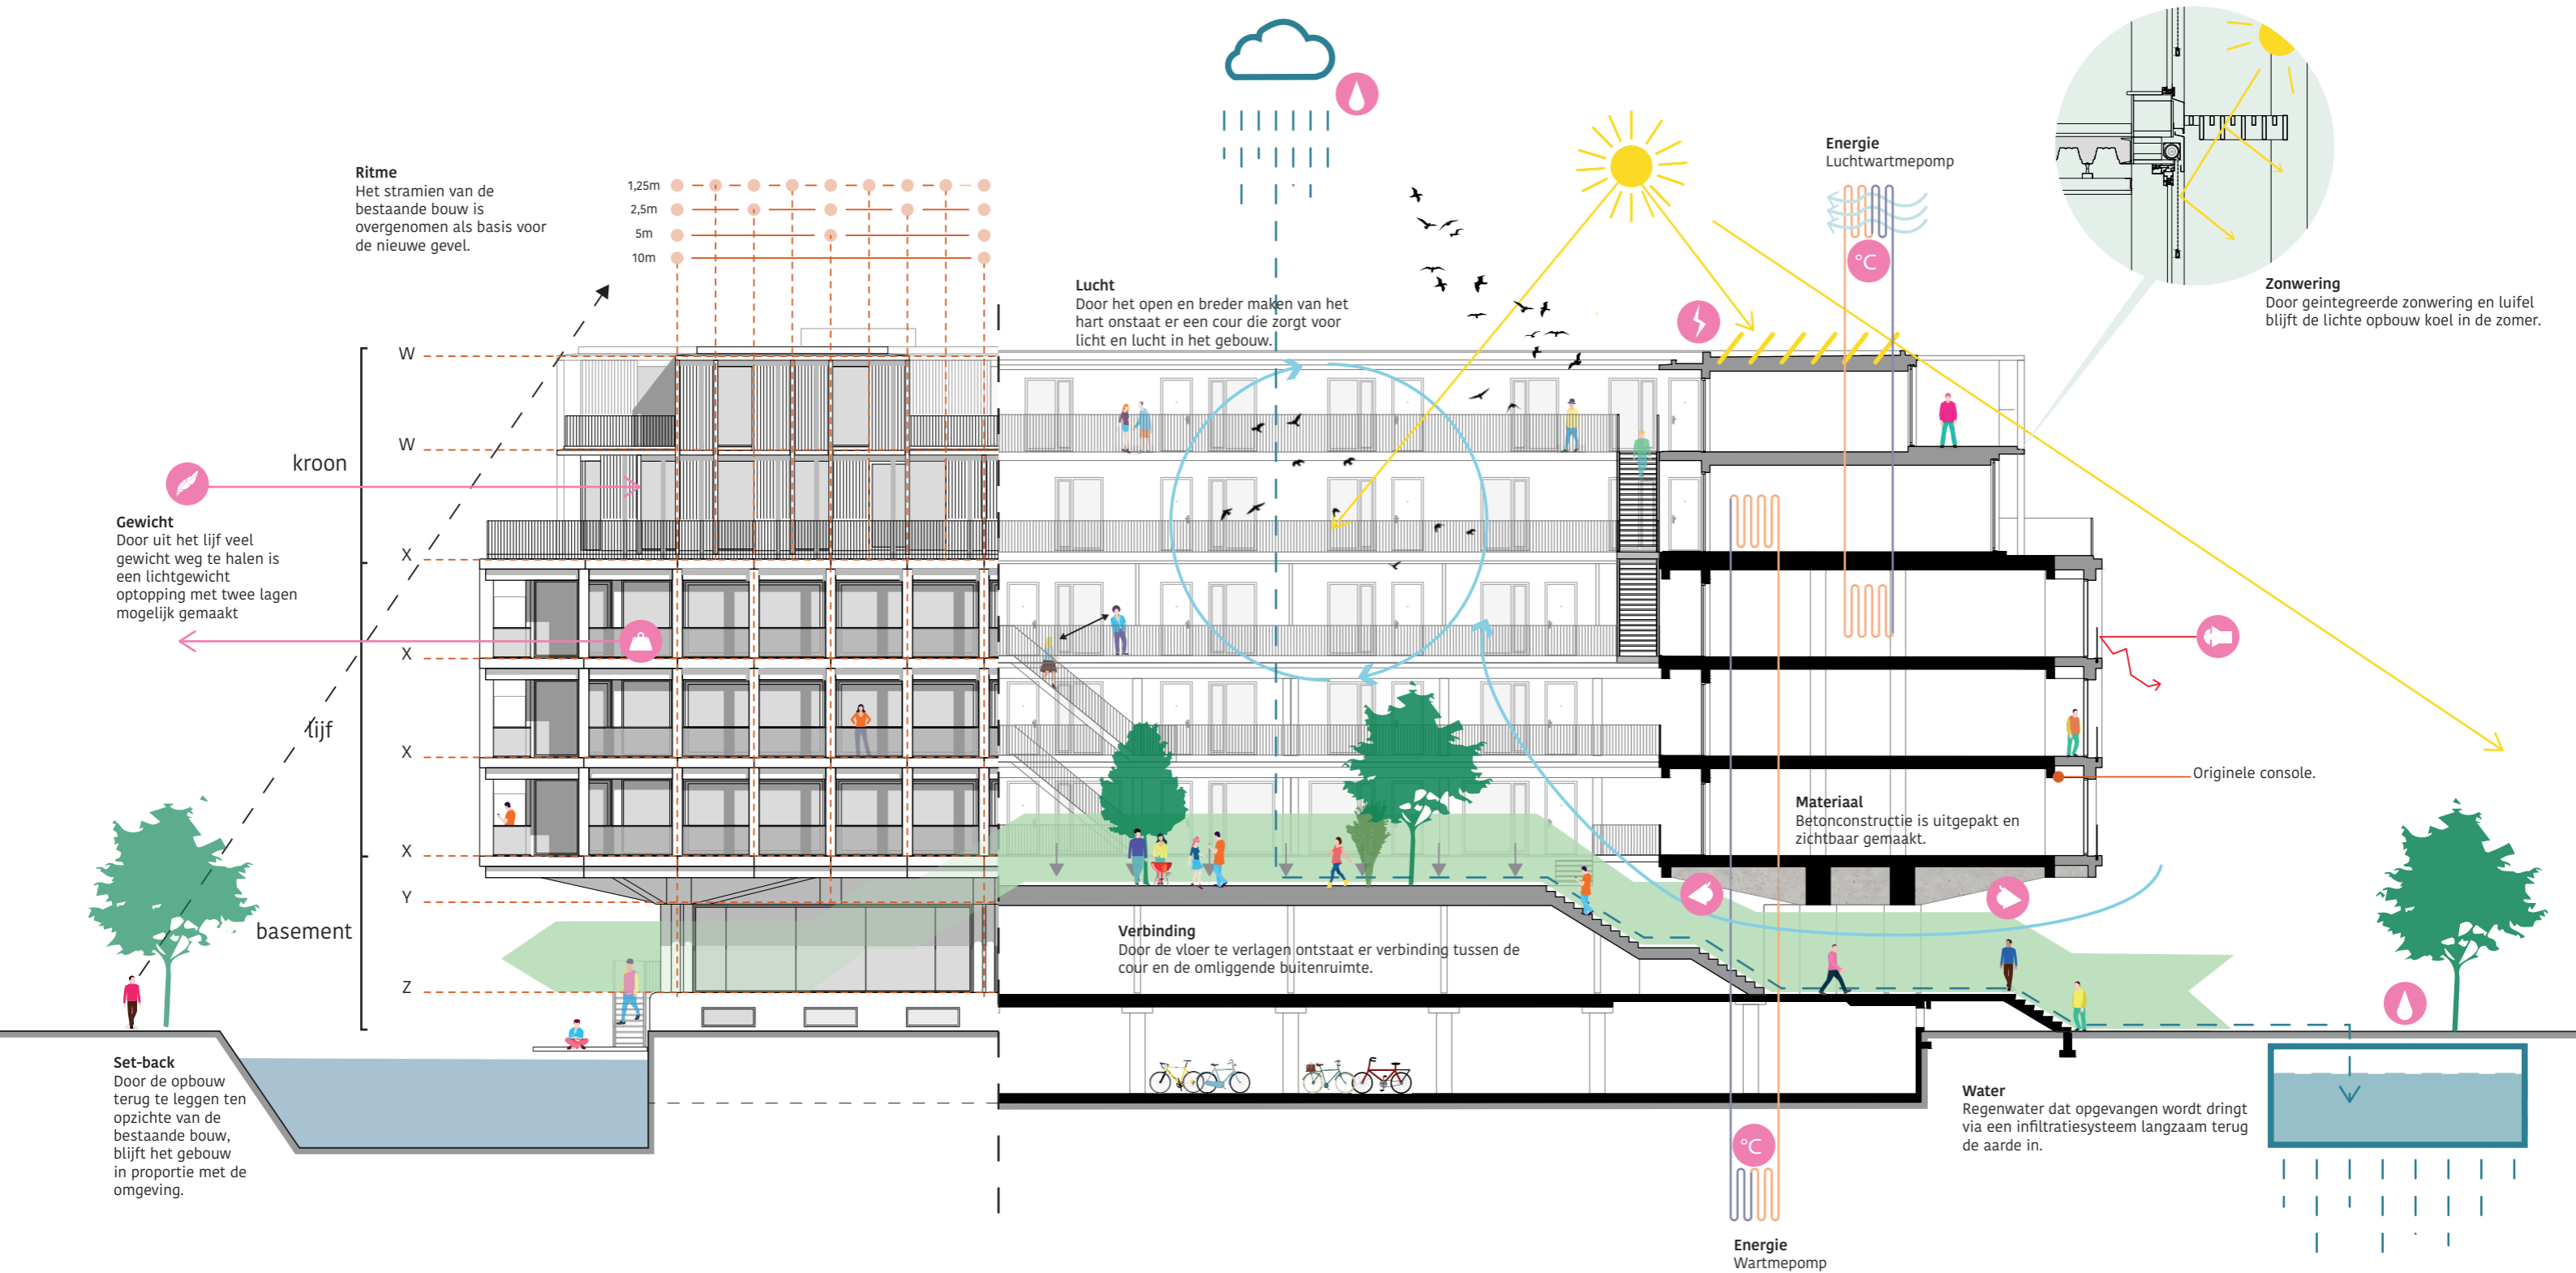 Ritme
Het stramien van de
bestaande bouw is
overgenomen als basis voor
de nieuwe gevel.
1,25m
2,5m
5m
10m
Lucht
Door het open en breder maken van het
hart onstaat er een cour die zorgt voor
licht en lucht in het gebouw.
Energie
Luchtwartmepomp
°C
Zonwering
Door geintegreerde zonwering en luifel
blijft de lichte opbouw koel in de zomer.
W
W
X
X
X
X
Y
Z
kroon
lijf
basement
Gewicht
Door uit het lijf veel
gewicht weg te halen is
een lichtgewicht
optopping met twee lagen
mogelijk gemaakt
Originele console.
Materiaal
Betonconstructie is uitgepakt en
zichtbaar gemaakt.
Verbinding
Door de vloer te verlagen ontstaat er verbinding tussen de
cour en de omliggende buitenruimte.
Set-back
Door de opbouw
terug te leggen ten
opzichte van de
bestaande bouw,
blijft het gebouw
in proportie met de
omgeving.
Water
Regenwater dat opgevangen wordt dringt
via een infiltratiesysteem langzaam terug
de aarde in.
°C
Energie
Wartmepomp